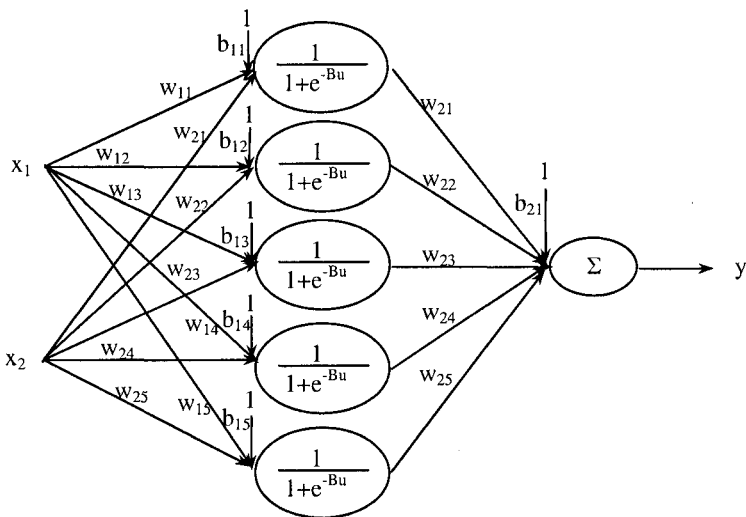 1
b₁₁
1
1+e⁻ᴮᵘ
w₁₁
w₂₁
1
b₁₂
1
1+e⁻ᴮᵘ
w₂₁
x₁
w₁₂
w₁₃
w₂₂
1
b₁₃
1
1+e⁻ᴮᵘ
w₂₂
1
b₂₁
w₂₃
w₂₃
Σ
y
w₁₄
1
b₁₄
1
1+e⁻ᴮᵘ
w₂₄
x₂
w₂₄
w₂₅
w₁₅
1
b₁₅
1
1+e⁻ᴮᵘ
w₂₅